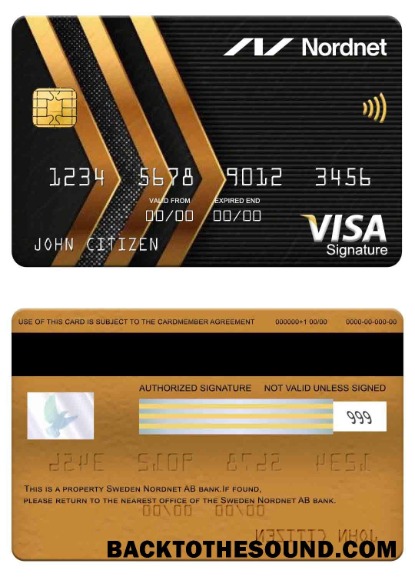 Nordnet
1234 5678 9012 3456
VALID FROM EXPIRED END
00/00 00/00
JOHN CITIZEN
VISA
Signature
USE OF THIS CARD IS SUBJECT TO THE CARDMEMBER AGREEMENT 000000+1 00/00 0000-00-000-00
AUTHORIZED SIGNATURE NOT VALID UNLESS SIGNED
999
THIS IS A PROPERTY SWEDEN NORDNET AB BANK.IF FOUND,
PLEASE RETURN TO THE NEAREST OFFICE OF THE SWEDEN NORDNET AB BANK.
00/00 00/00
JOHN CITIZEN
BACKTOTHESOUND.COM